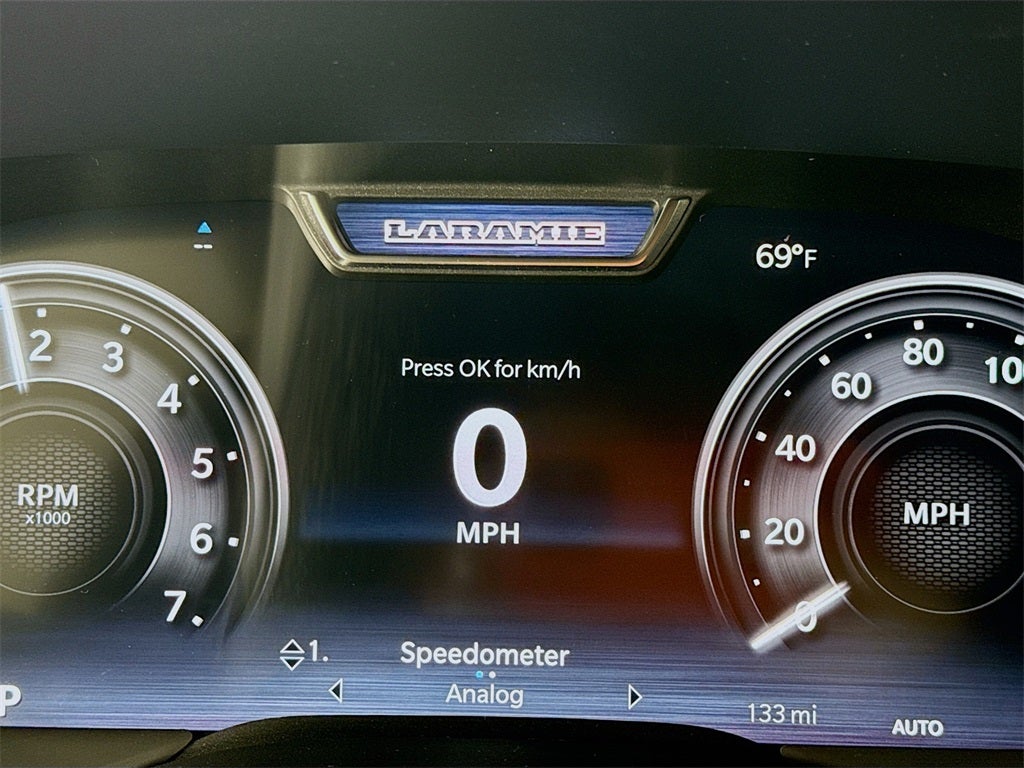 LARAMIE
69°F
Press OK for km/h
0
MPH
2
3
4
5
6
7
RPM
x1000
0
20
40
60
80
100
MPH
1.
Speedometer
Analog
P
133 mi
AUTO